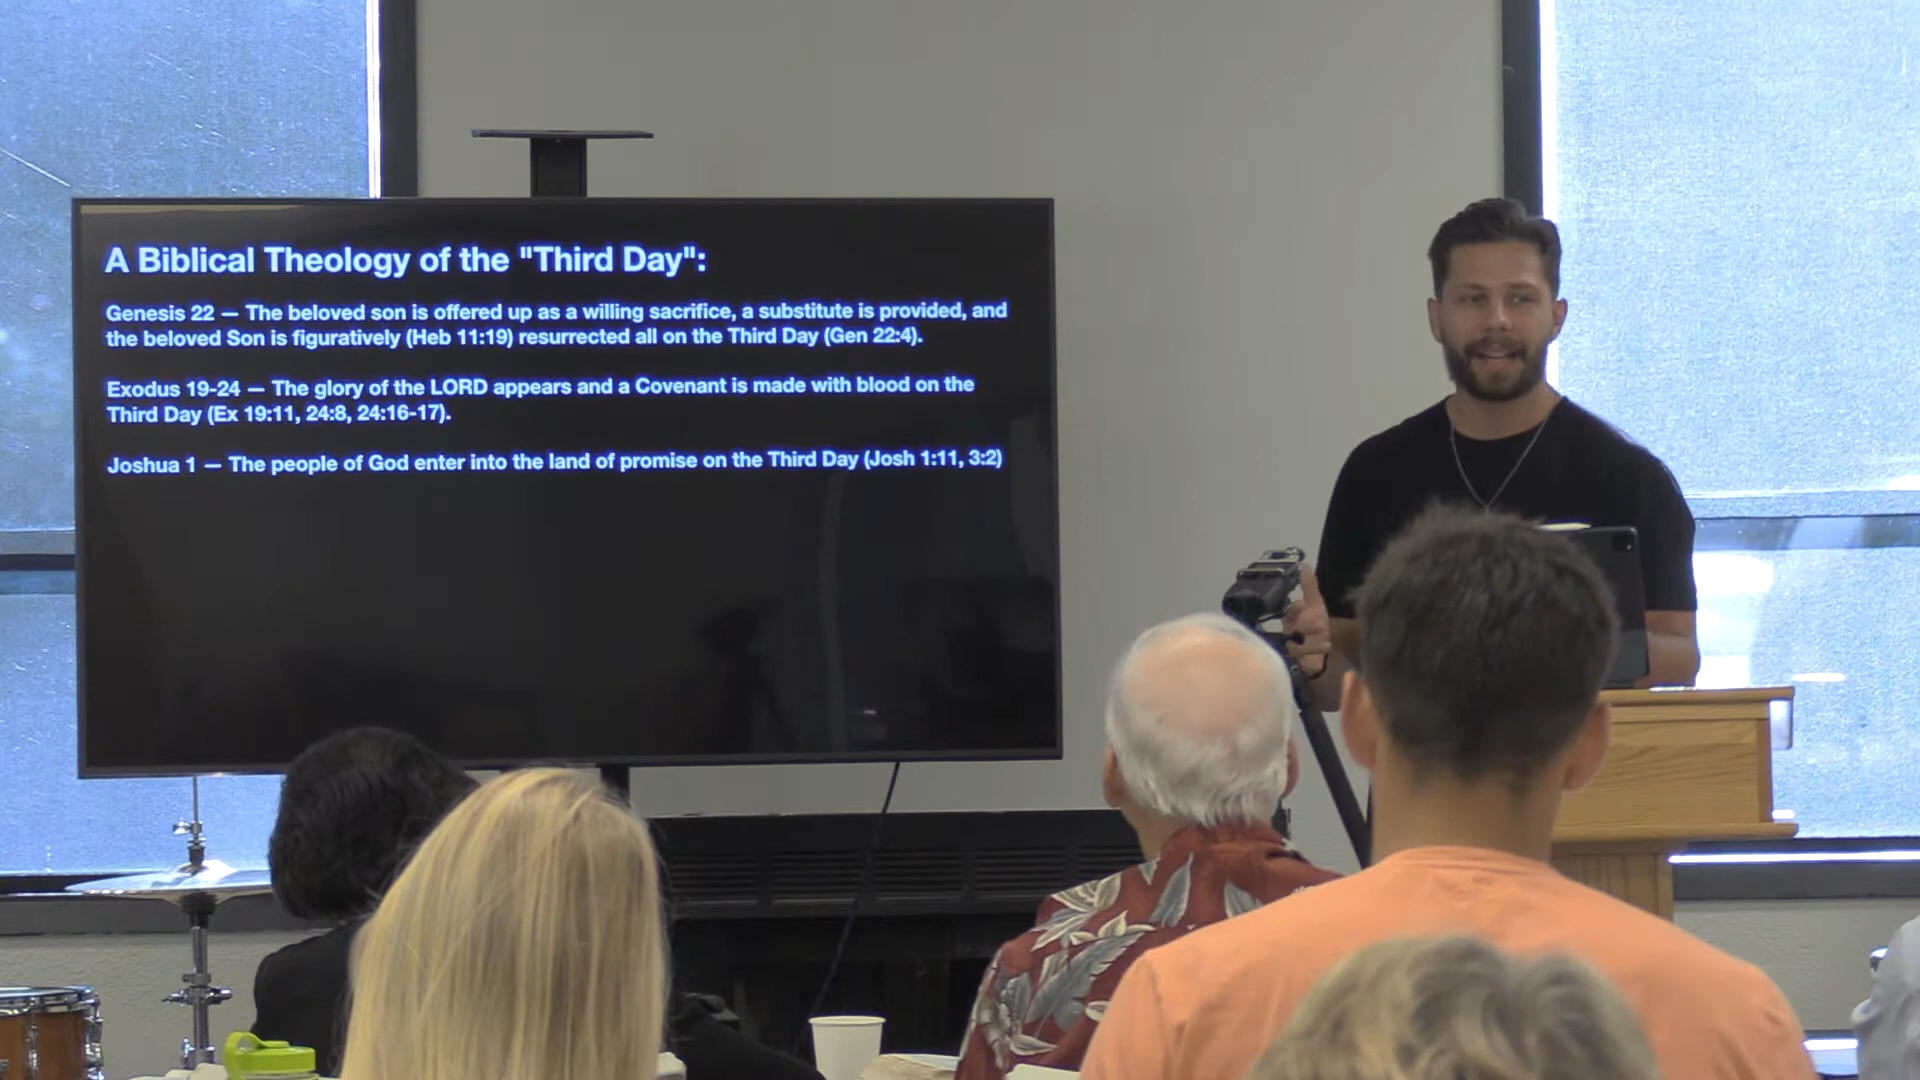 A Biblical Theology of the "Third Day":
Genesis 22 — The beloved son is offered up as a willing sacrifice, a substitute is provided, and
the beloved Son is figuratively (Heb 11:19) resurrected all on the Third Day (Gen 22:4).
Exodus 19-24 — The glory of the LORD appears and a Covenant is made with blood on the
Third Day (Ex 19:11, 24:8, 24:16-17).
Joshua 1 — The people of God enter into the land of promise on the Third Day (Josh 1:11, 3:2)